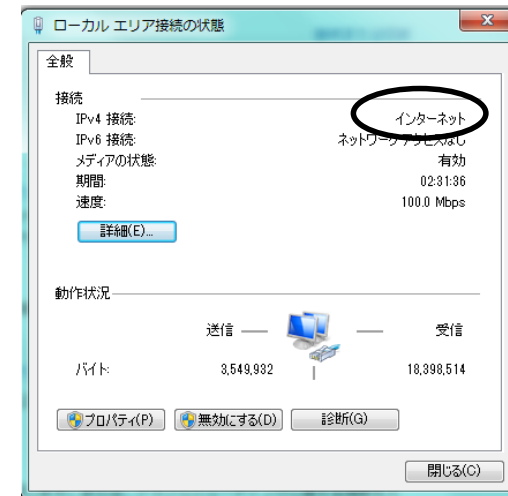 ローカル エリア接続の状態
全般
接続
IPv4 接続: インターネット
IPv6 接続: ネットワーク アクセスなし
メディアの状態: 有効
期間: 02:31:36
速度: 100.0 Mbps
詳細(E)...
動作状況
送信 受信
バイト: 3,549,932 18,398,514
プロパティ(P) 無効にする(D) 診断(G)
閉じる(C)